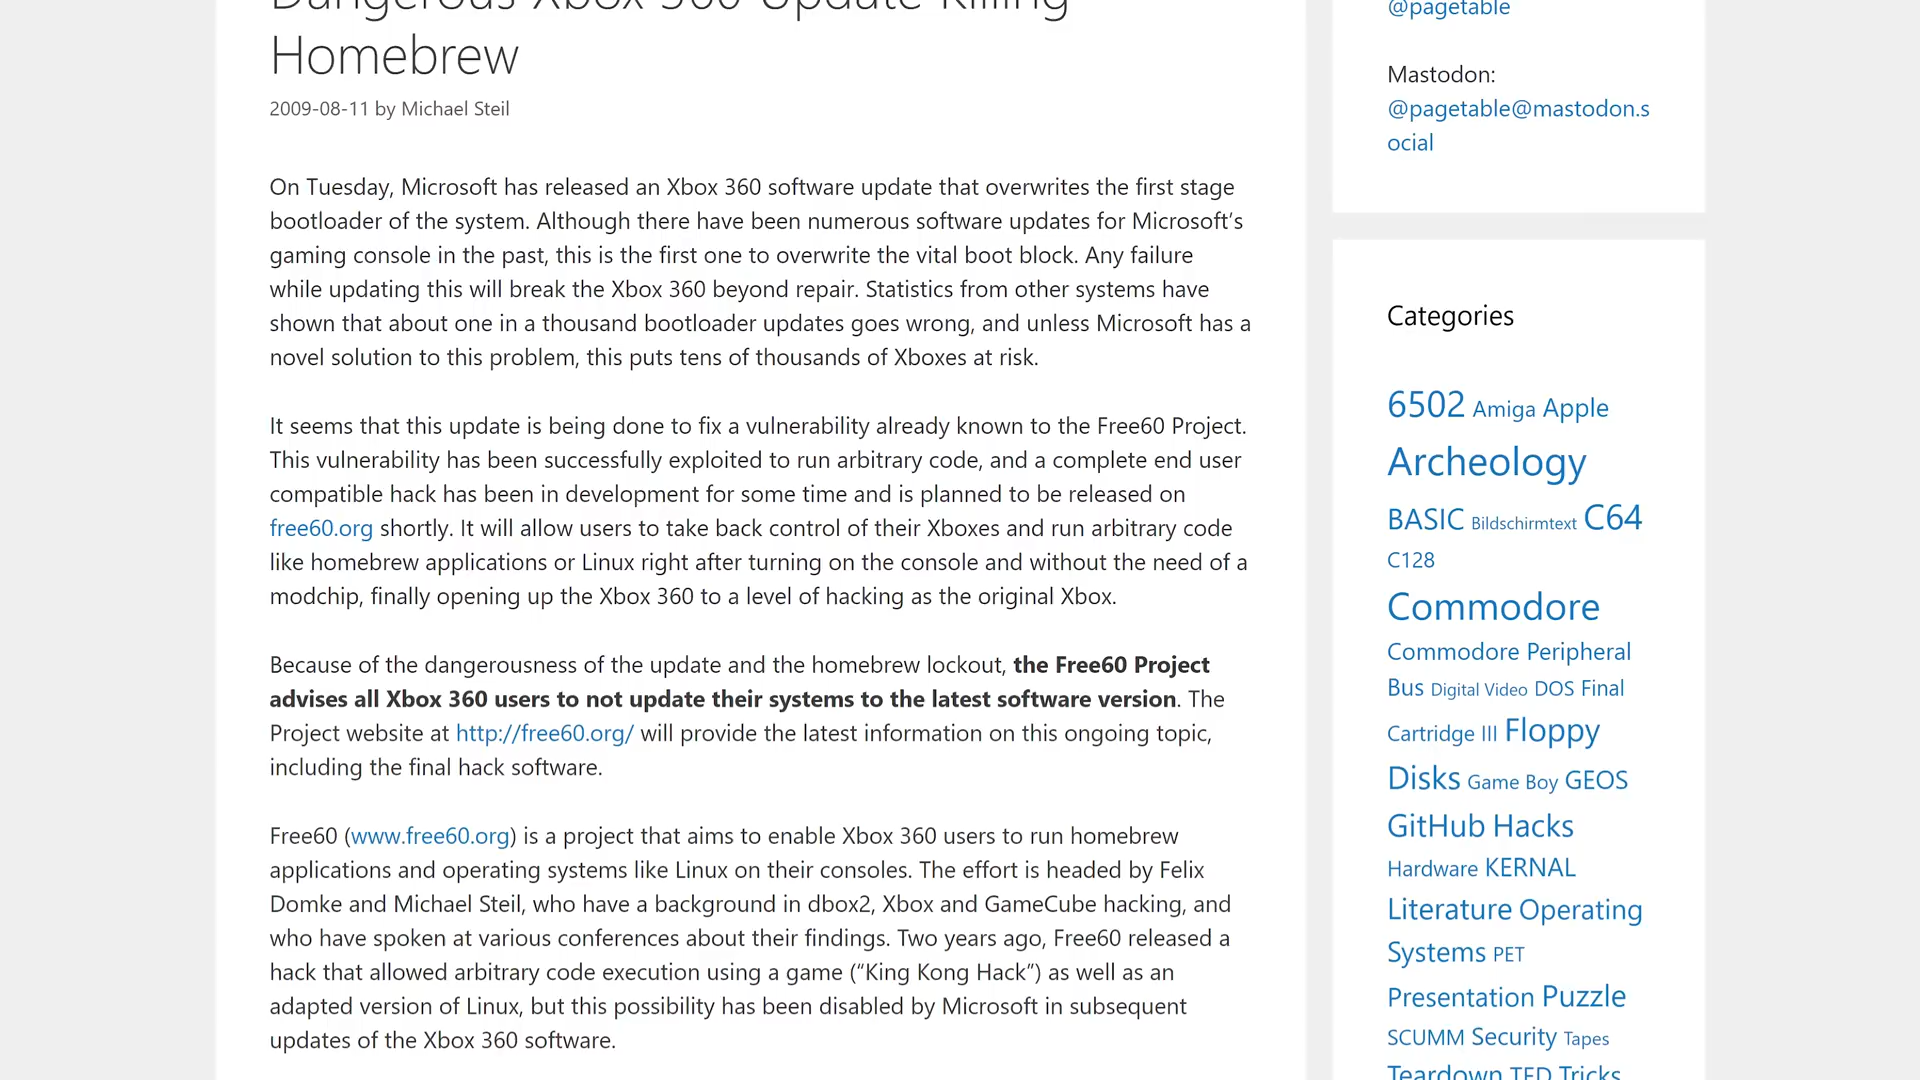 Dangerous Xbox 360 Update Killing
Homebrew
2009-08-11 by Michael Steil
On Tuesday, Microsoft has released an Xbox 360 software update that overwrites the first stage
bootloader of the system. Although there have been numerous software updates for Microsoft’s
gaming console in the past, this is the first one to overwrite the vital boot block. Any failure
while updating this will break the Xbox 360 beyond repair. Statistics from other systems have
shown that about one in a thousand bootloader updates goes wrong, and unless Microsoft has a
novel solution to this problem, this puts tens of thousands of Xboxes at risk.
It seems that this update is being done to fix a vulnerability already known to the Free60 Project.
This vulnerability has been successfully exploited to run arbitrary code, and a complete end user
compatible hack has been in development for some time and is planned to be released on
free60.org shortly. It will allow users to take back control of their Xboxes and run arbitrary code
like homebrew applications or Linux right after turning on the console and without the need of a
modchip, finally opening up the Xbox 360 to a level of hacking as the original Xbox.
Because of the dangerousness of the update and the homebrew lockout, the Free60 Project
advises all Xbox 360 users to not update their systems to the latest software version. The
Project website at http://free60.org/ will provide the latest information on this ongoing topic,
including the final hack software.
Free60 (www.free60.org) is a project that aims to enable Xbox 360 users to run homebrew
applications and operating systems like Linux on their consoles. The effort is headed by Felix
Domke and Michael Steil, who have a background in dbox2, Xbox and GameCube hacking, and
who have spoken at various conferences about their findings. Two years ago, Free60 released a
hack that allowed arbitrary code execution using a game (“King Kong Hack”) as well as an
adapted version of Linux, but this possibility has been disabled by Microsoft in subsequent
updates of the Xbox 360 software.
@pagetable
Mastodon:
@pagetable@mastodon.s
ocial
Categories
6502 Amiga Apple
Archeology
BASIC Bildschirmtext C64
C128
Commodore
Commodore Peripheral
Bus Digital Video DOS Final
Cartridge III Floppy
Disks Game Boy GEOS
GitHub Hacks
Hardware KERNAL
Literature Operating
Systems PET
Presentation Puzzle
SCUMM Security Tapes
Teardown TED Tricks